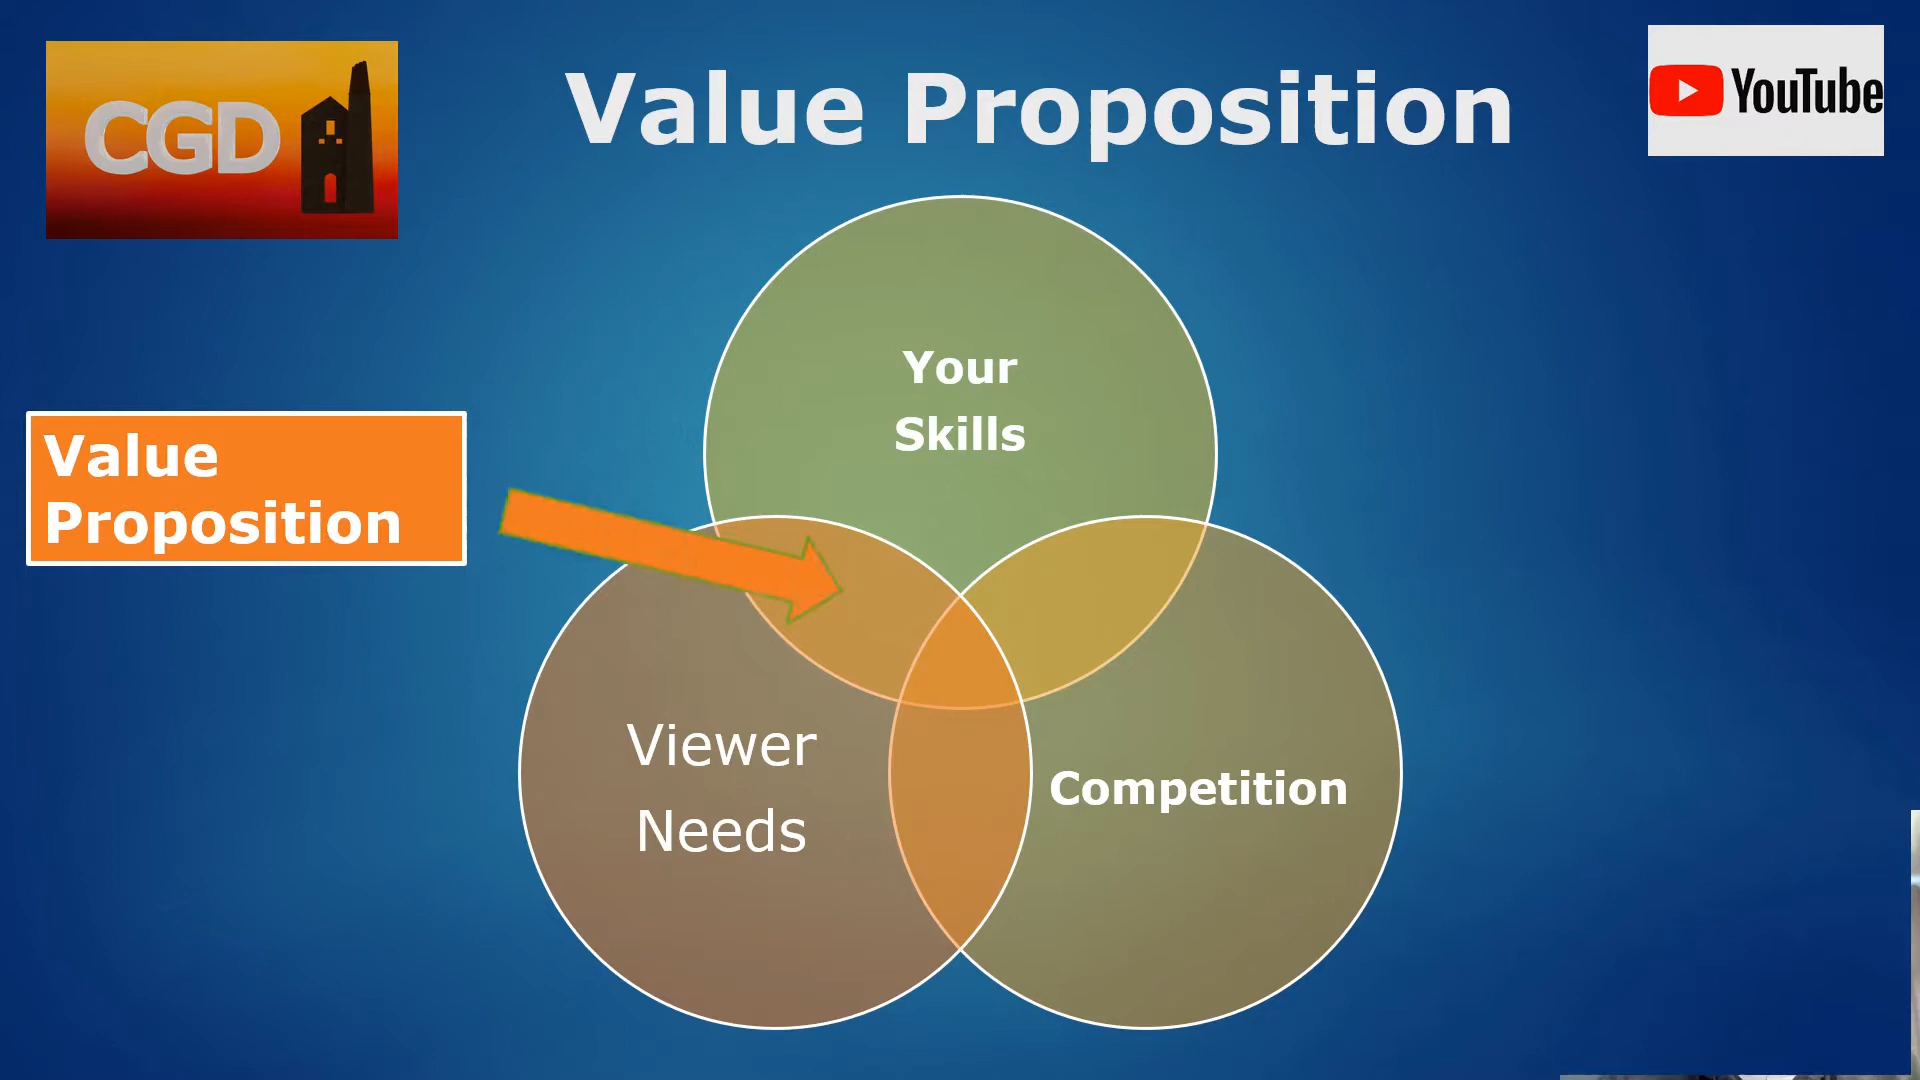 CGD
Value Proposition
YouTube
Your
Skills
Value
Proposition
Viewer
Needs
Competition